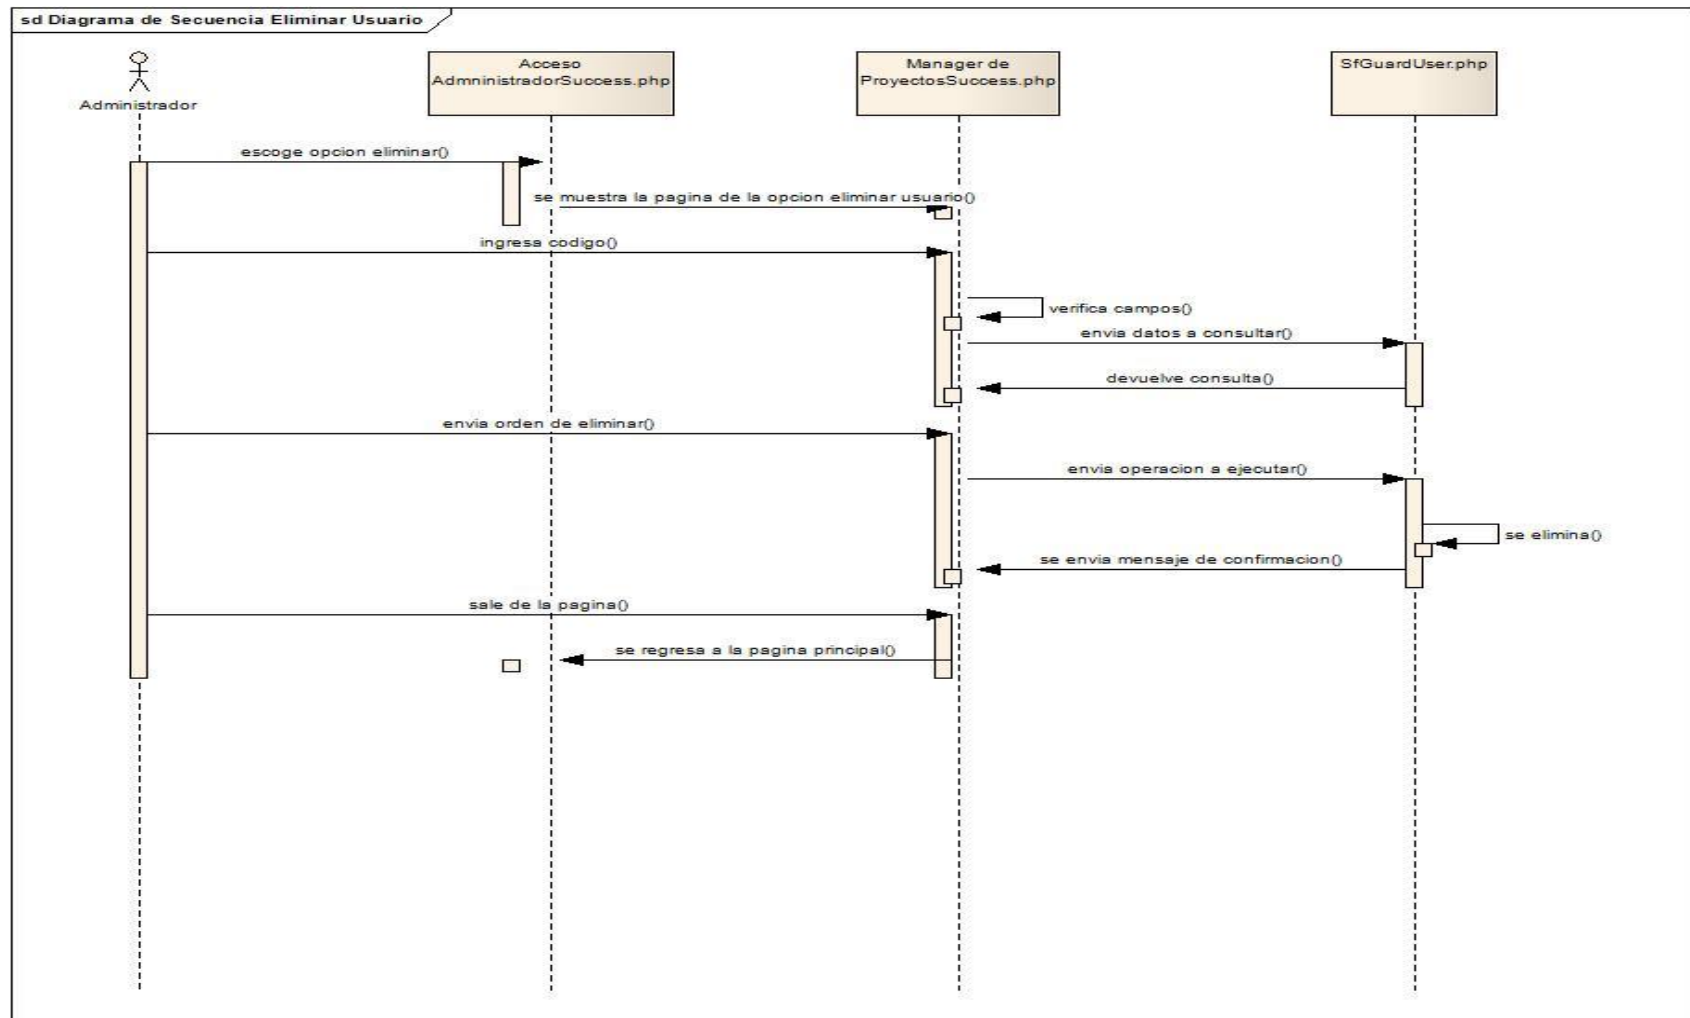 sd Diagrama de Secuencia Eliminar Usuario
Administrador
Acceso
AdmninistradorSuccess.php
Manager de
ProyectosSuccess.php
SfGuardUser.php
escoge opcion eliminar()
se muestra la pagina de la opcion eliminar usuario()
ingresa codigo()
verifica campos()
envia datos a consultar()
devuelve consulta()
envia orden de eliminar()
envia operacion a ejecutar()
se elimina()
se envia mensaje de confirmacion()
sale de la pagina()
se regresa a la pagina principal()